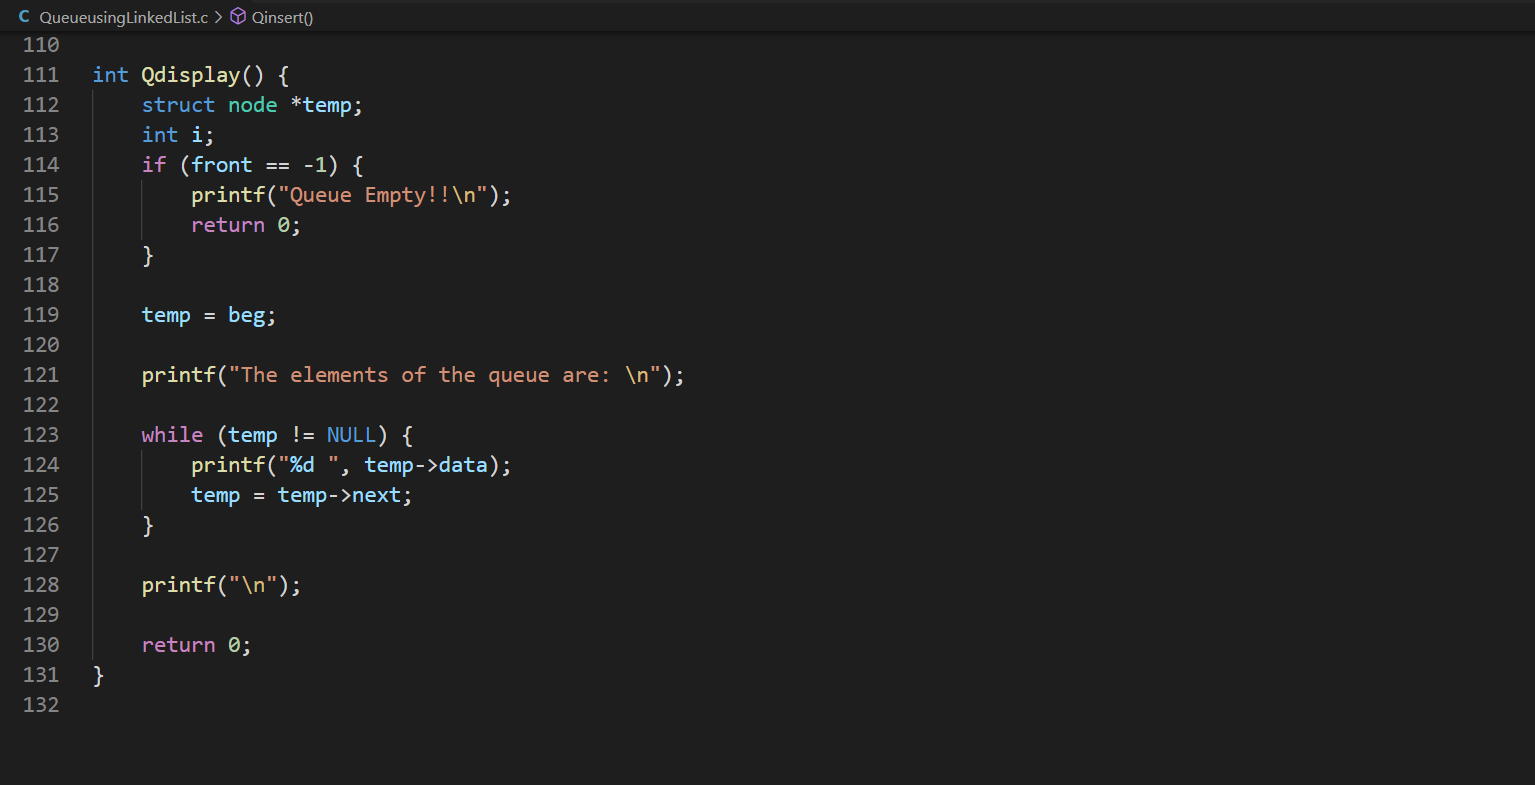 C QueueusingLinkedList.c > Qinsert()
110
111 int Qdisplay() {
112     struct node *temp;
113     int i;
114     if (front == -1) {
115         printf("Queue Empty!!\n");
116         return 0;
117     }
118
119     temp = beg;
120
121     printf("The elements of the queue are: \n");
122
123     while (temp != NULL) {
124         printf("%d ", temp->data);
125         temp = temp->next;
126     }
127
128     printf("\n");
129
130     return 0;
131 }
132